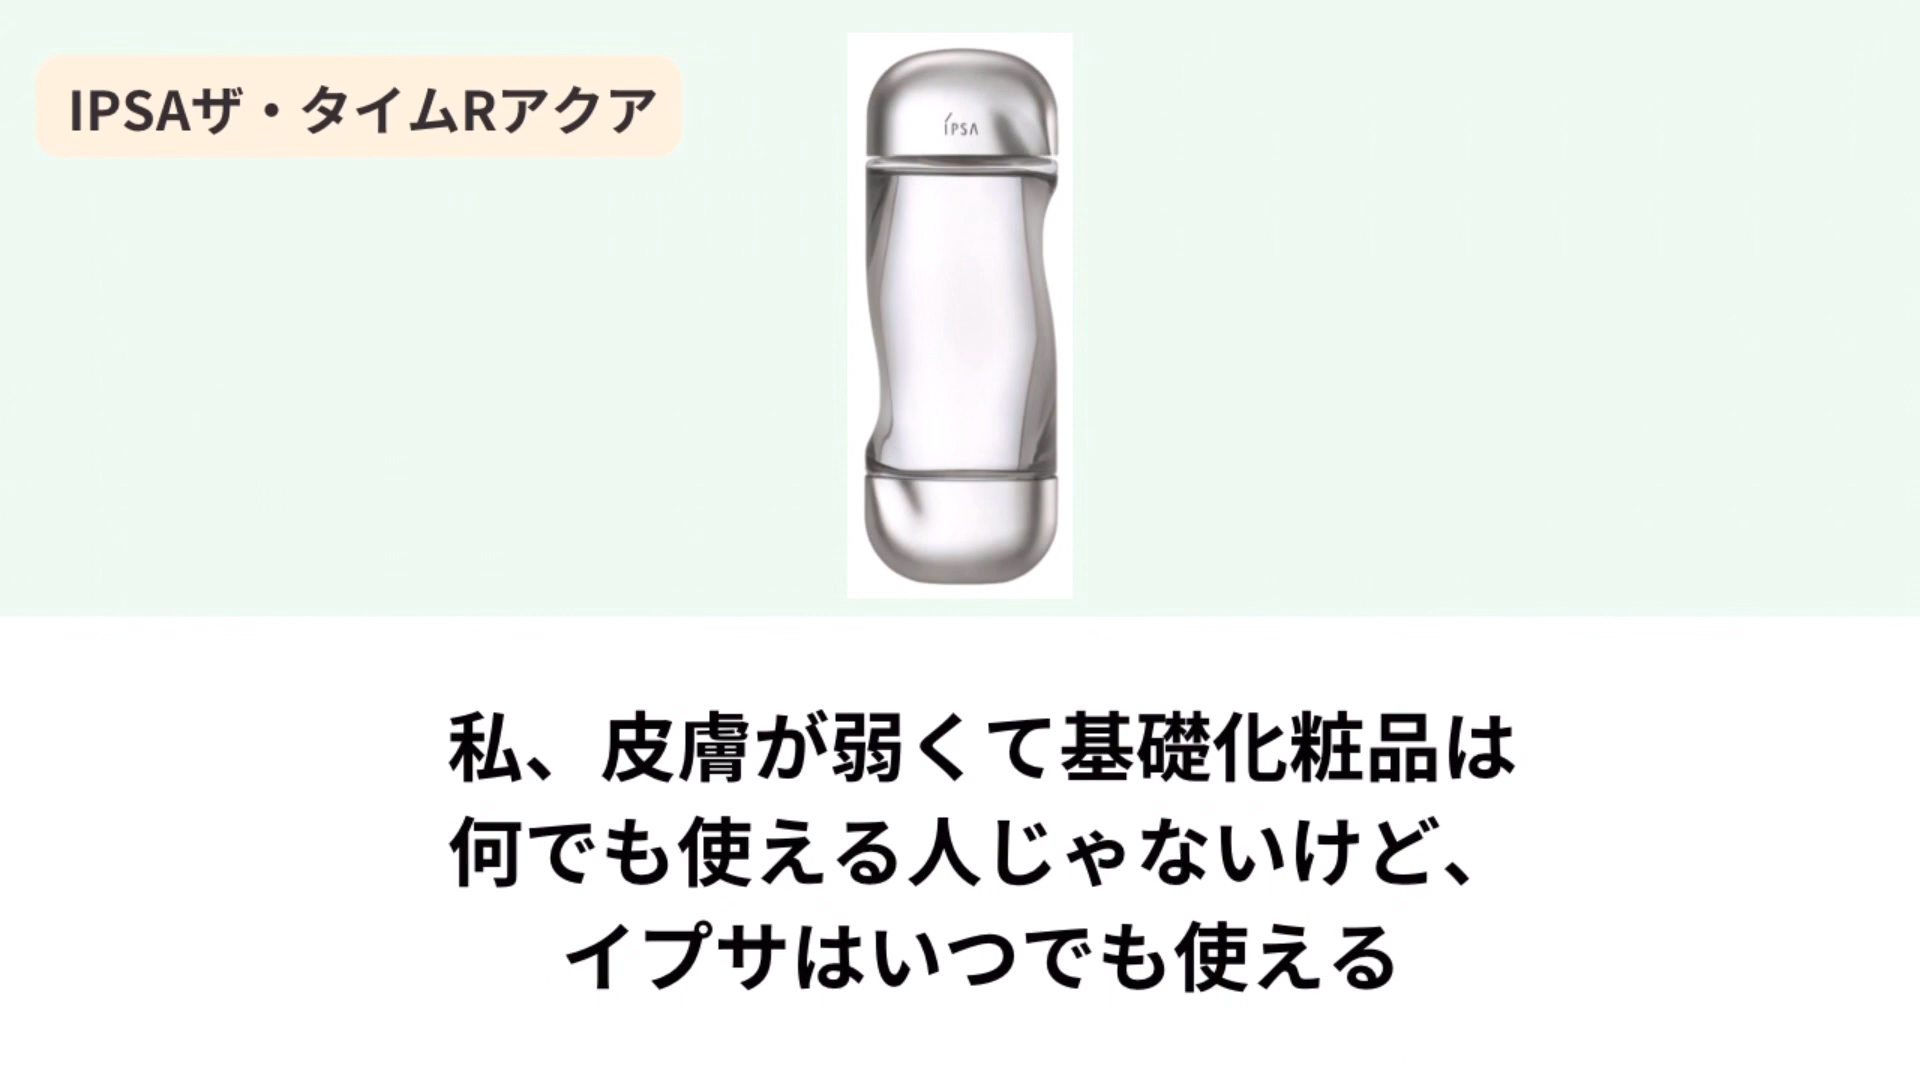 IPSAザ・タイムRアクア
IPSA
私、皮膚が弱くて基礎化粧品は
何でも使える人じゃないけど、
イプサはいつでも使える